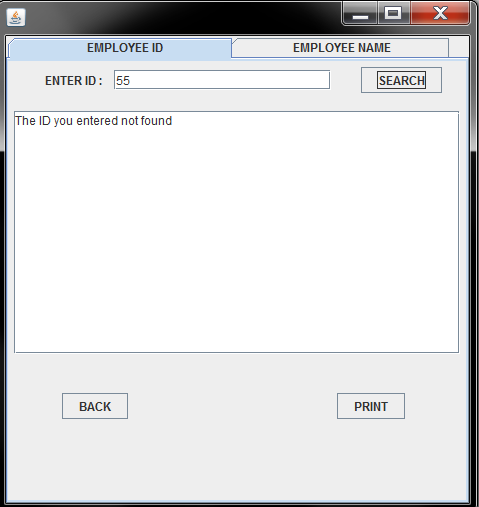 EMPLOYEE ID EMPLOYEE NAME
ENTER ID : 55 SEARCH
The ID you entered not found
BACK PRINT